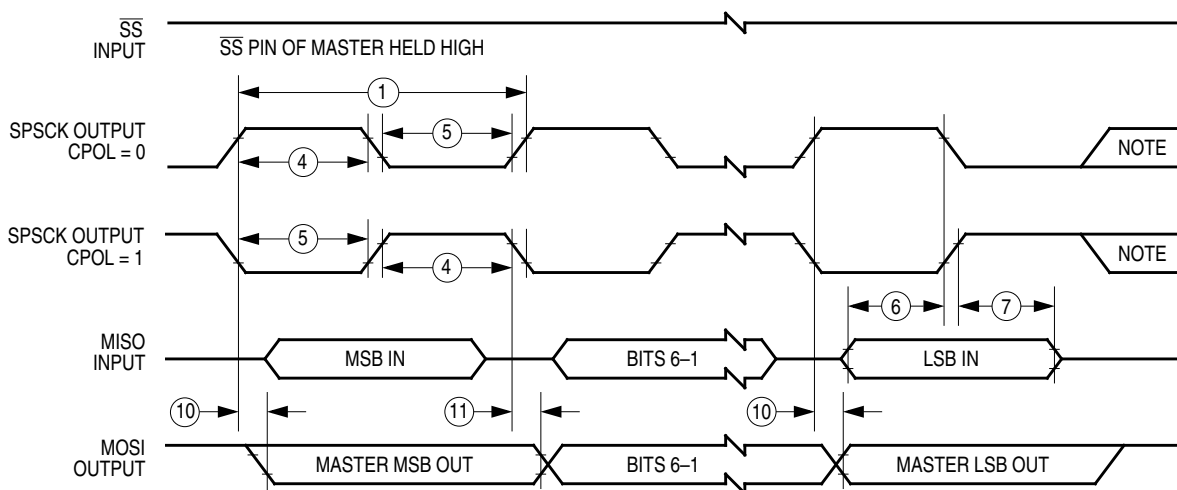 SS
INPUT
SS PIN OF MASTER HELD HIGH
1
SPSCK OUTPUT
CPOL = 0
5
4
NOTE
SPSCK OUTPUT
CPOL = 1
5
4
NOTE
6
7
MISO
INPUT
MSB IN
BITS 6–1
LSB IN
10
11
10
MOSI
OUTPUT
MASTER MSB OUT
BITS 6–1
MASTER LSB OUT